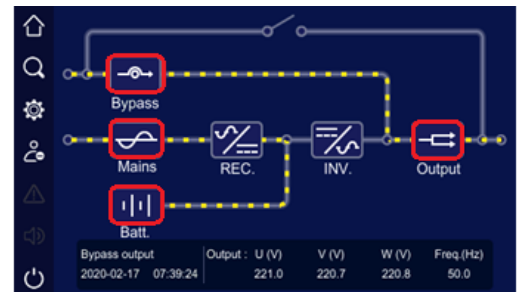 Bypass
Mains
REC.
INV.
Output
Batt.
Bypass output
Output : U (V) V (V) W (V) Freq.(Hz)
2020-02-17 07:39:24 221.0 220.7 220.8 50.0